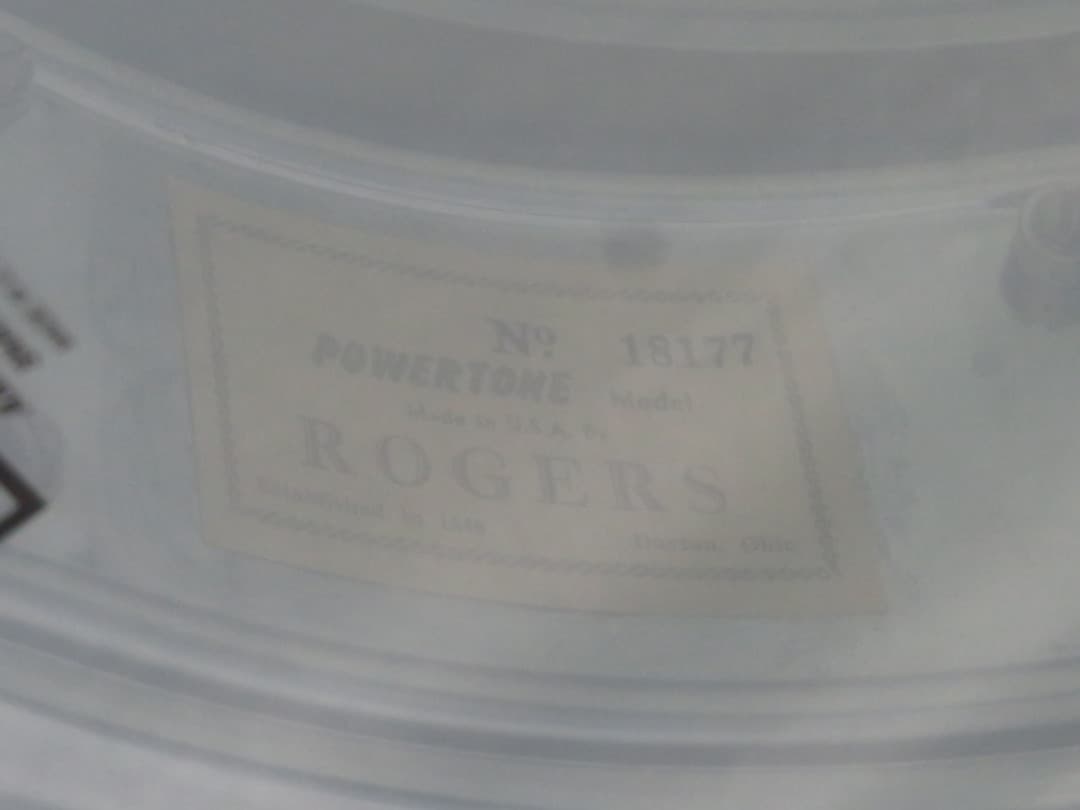 Nº 18177
POWERTONE Model
Made in U.S.A. by
ROGERS
Established in 1849
Dayton, Ohio